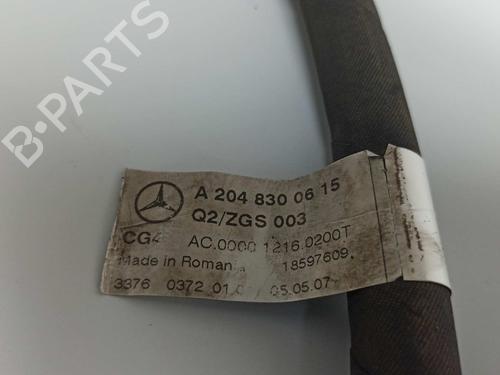 B-PARTS
A 204 830 06 15
Q2/ZGS 003
AC.0000 1216.0200T
Made in Romania 18597609
3376 0372 05.05.07